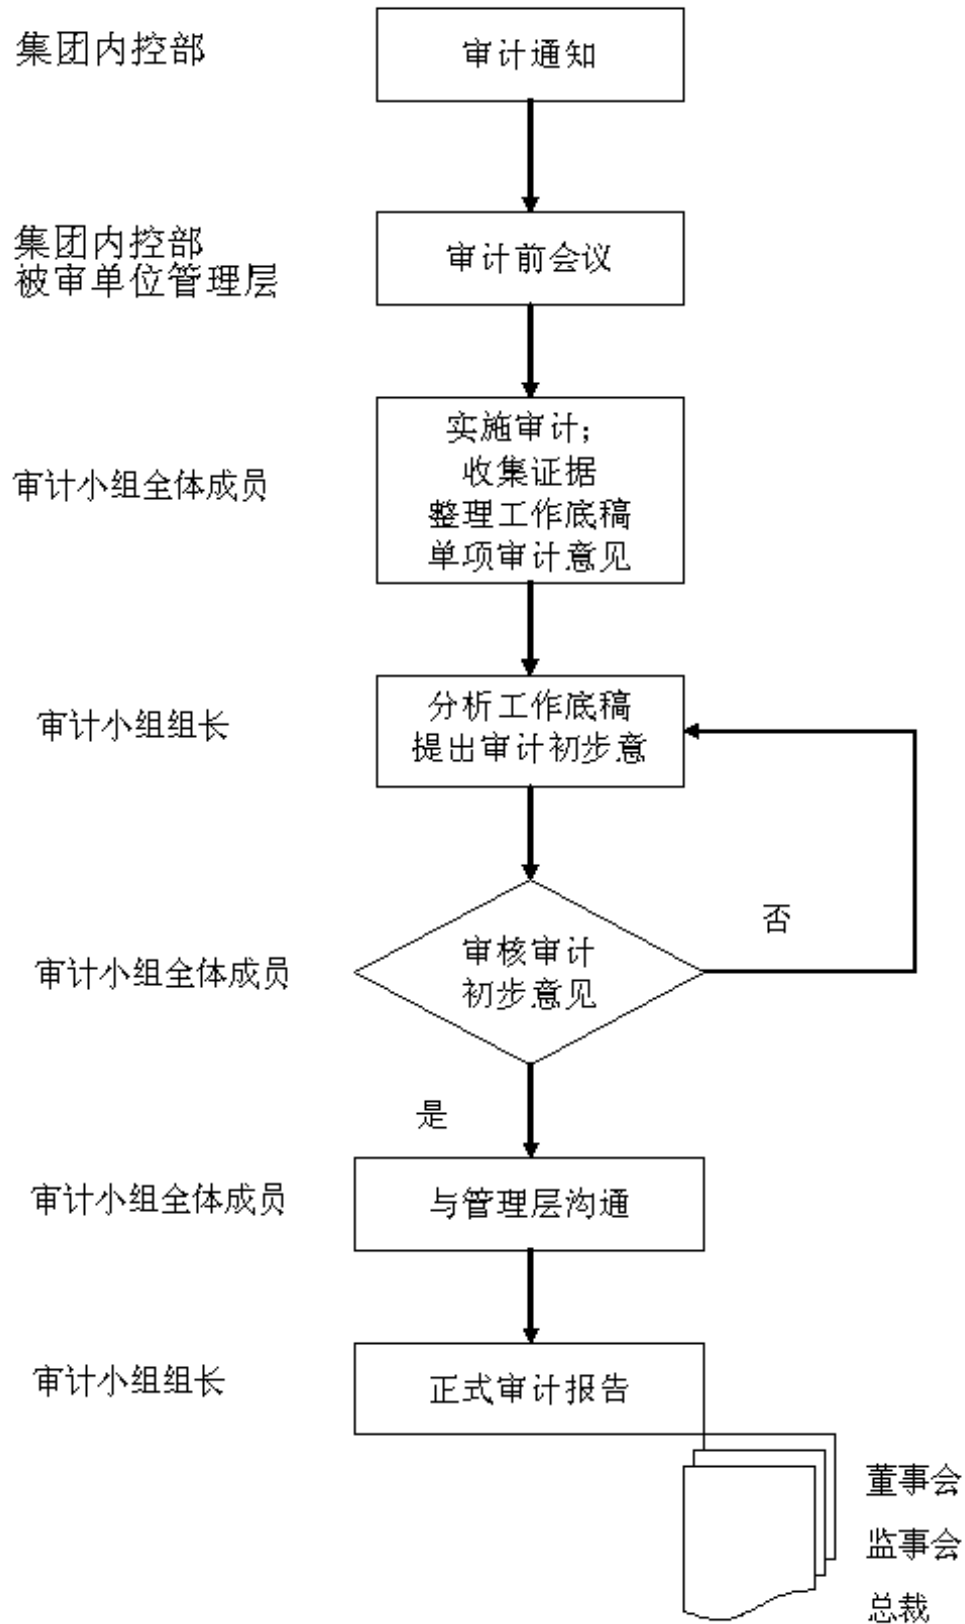 集团内控部
审计通知
集团内控部
被审单位管理层
审计前会议
审计小组全体成员
实施审计；
收集证据
整理工作底稿
单项审计意见
审计小组组长
分析工作底稿
提出审计初步意
否
审计小组全体成员
审核审计
初步意见
是
审计小组全体成员
与管理层沟通
审计小组组长
正式审计报告
董事会
监事会
总裁